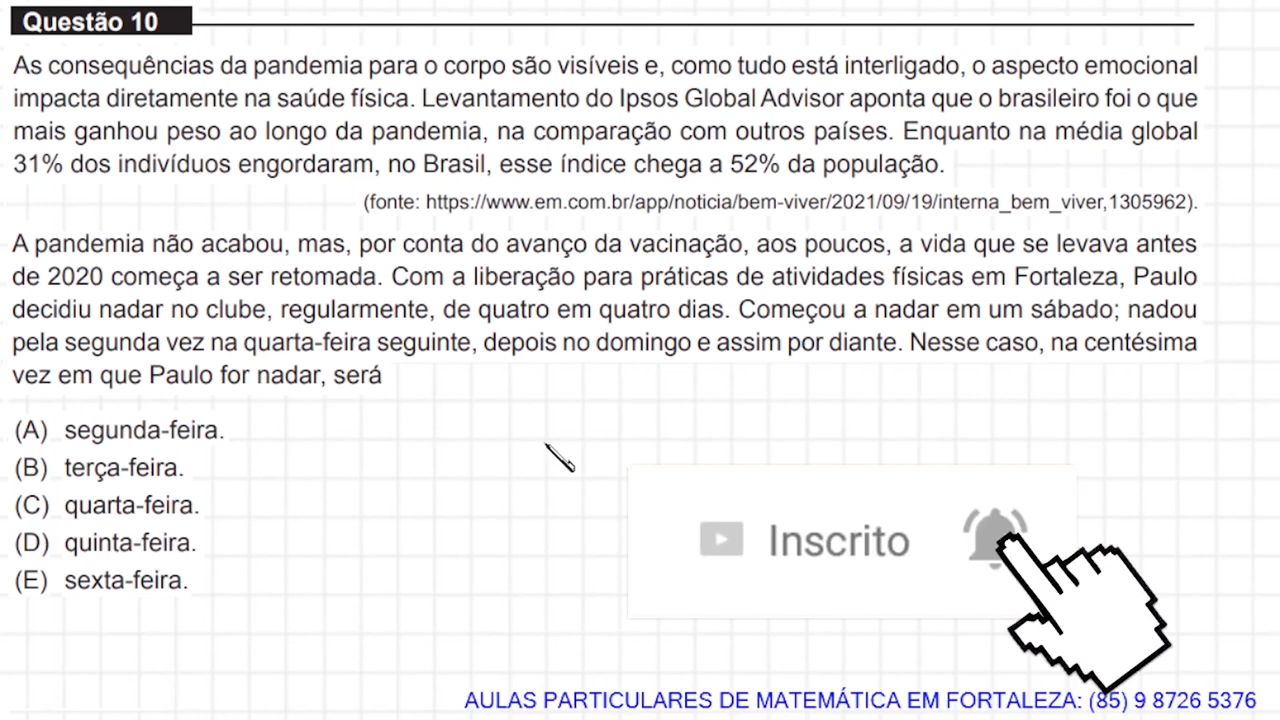 Questão 10
As consequências da pandemia para o corpo são visíveis e, como tudo está interligado, o aspecto emocional
impacta diretamente na saúde física. Levantamento do Ipsos Global Advisor aponta que o brasileiro foi o que
mais ganhou peso ao longo da pandemia, na comparação com outros países. Enquanto na média global
31% dos indivíduos engordaram, no Brasil, esse índice chega a 52% da população.
(fonte: https://www.em.com.br/app/noticia/bem-viver/2021/09/19/interna_bem_viver,1305962).
A pandemia não acabou, mas, por conta do avanço da vacinação, aos poucos, a vida que se levava antes
de 2020 começa a ser retomada. Com a liberação para práticas de atividades físicas em Fortaleza, Paulo
decidiu nadar no clube, regularmente, de quatro em quatro dias. Começou a nadar em um sábado; nadou
pela segunda vez na quarta-feira seguinte, depois no domingo e assim por diante. Nesse caso, na centésima
vez em que Paulo for nadar, será
(A) segunda-feira.
(B) terça-feira.
(C) quarta-feira.
(D) quinta-feira.
(E) sexta-feira.
Inscrito
AULAS PARTICULARES DE MATEMÁTICA EM FORTALEZA: (85) 9 8726 5376